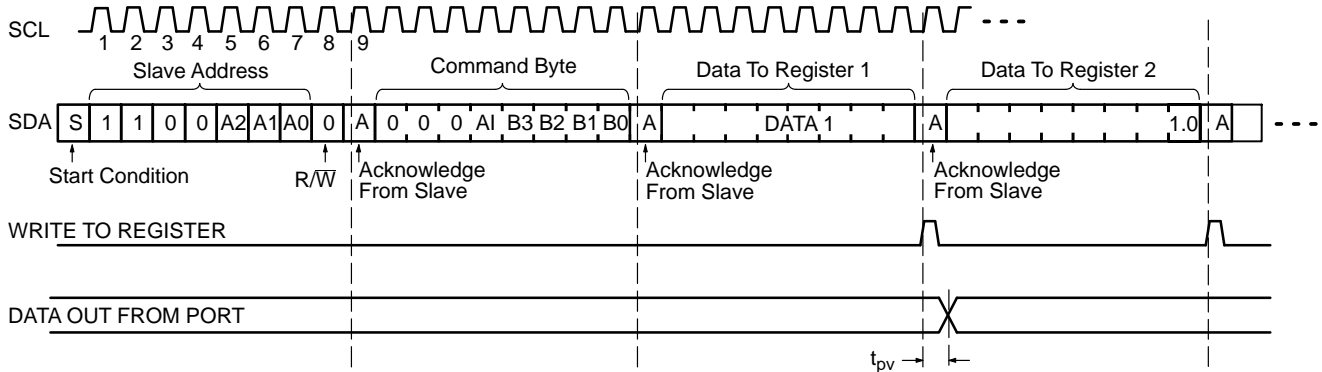 SCL
1 2 3 4 5 6 7 8 9
Slave Address Command Byte Data To Register 1 Data To Register 2
SDA S 1 1 0 0 A2 A1 A0 0 A 0 0 0 AI B3 B2 B1 B0 A DATA 1 A 1.0 A
Start Condition R/W̅ Acknowledge From Slave Acknowledge From Slave Acknowledge From Slave
WRITE TO REGISTER
DATA OUT FROM PORT
tpv